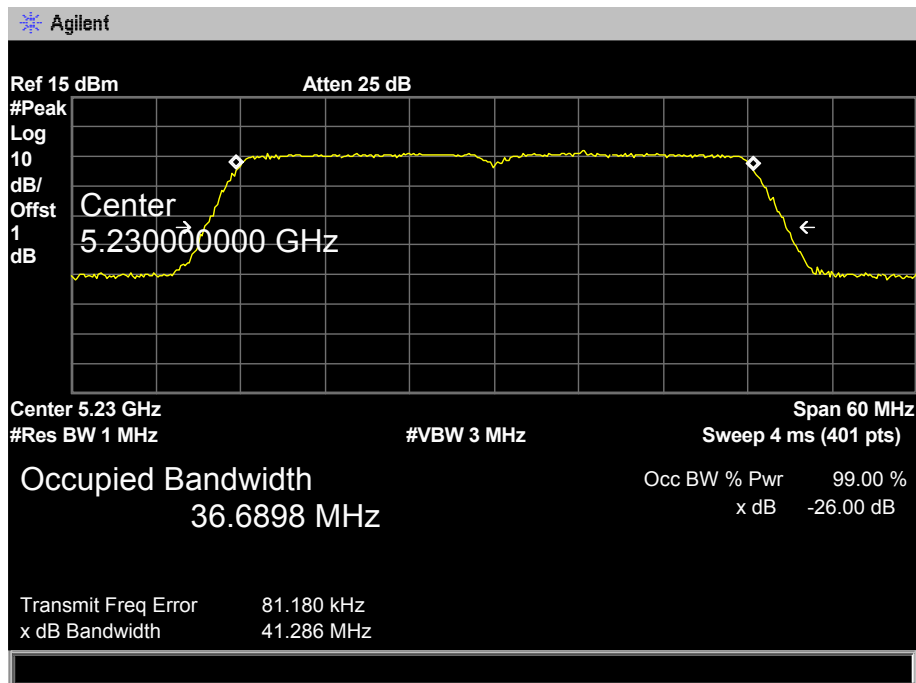 Agilent
Ref 15 dBm Atten 25 dB
#Peak
Log
10
dB/
Offst
1
dB
Center
5.230000000 GHz
Center 5.23 GHz Span 60 MHz
#Res BW 1 MHz #VBW 3 MHz Sweep 4 ms (401 pts)
Occupied Bandwidth
36.6898 MHz
Occ BW % Pwr 99.00 %
x dB -26.00 dB
Transmit Freq Error 81.180 kHz
x dB Bandwidth 41.286 MHz